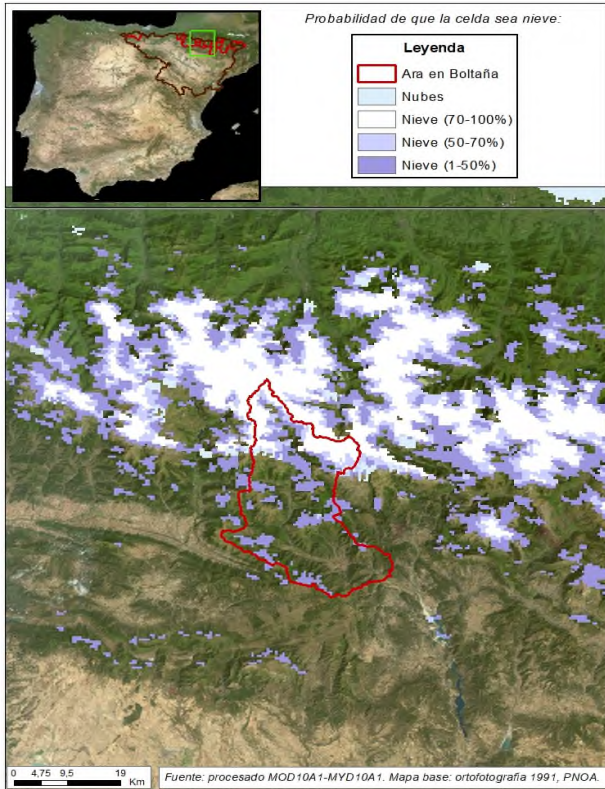 Probabilidad de que la celda sea nieve:
Leyenda
Ara en Boltaña
Nubes
Nieve (70-100%)
Nieve (50-70%)
Nieve (1-50%)
0 4,75 9,5 19
Km
Fuente: procesado MOD10A1-MYD10A1. Mapa base: ortofotografía 1991, PNOA.